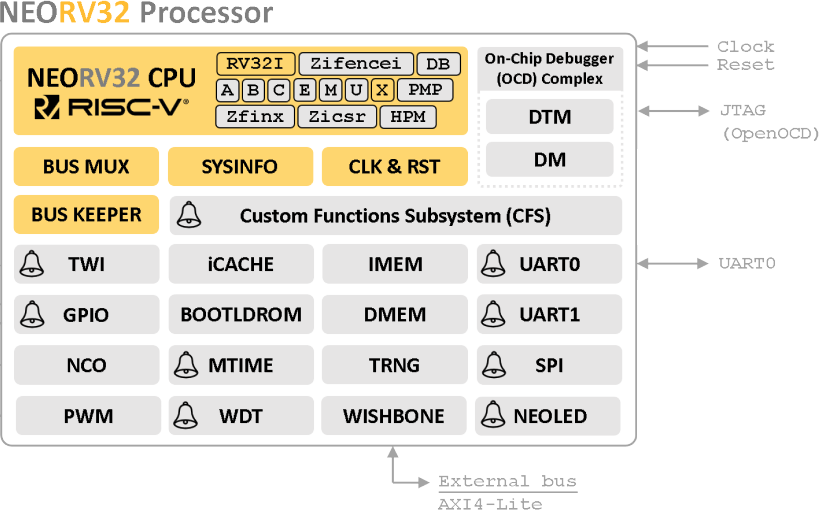 NEORV32 Processor
NEORV32 CPU
RISC-V®
RV32I Zifencei DB
A B C E M U X PMP
Zfinx Zicsr HPM
On-Chip Debugger
(OCD) Complex
DTM
DM
Clock
Reset
JTAG
(OpenOCD)
BUS MUX SYSINFO CLK & RST
BUS KEEPER Custom Functions Subsystem (CFS)
TWI iCACHE IMEM UART0
UART0
GPIO BOOTLDROM DMEM UART1
NCO MTIME TRNG SPI
PWM WDT WISHBONE NEOLED
External bus
AXI4-Lite